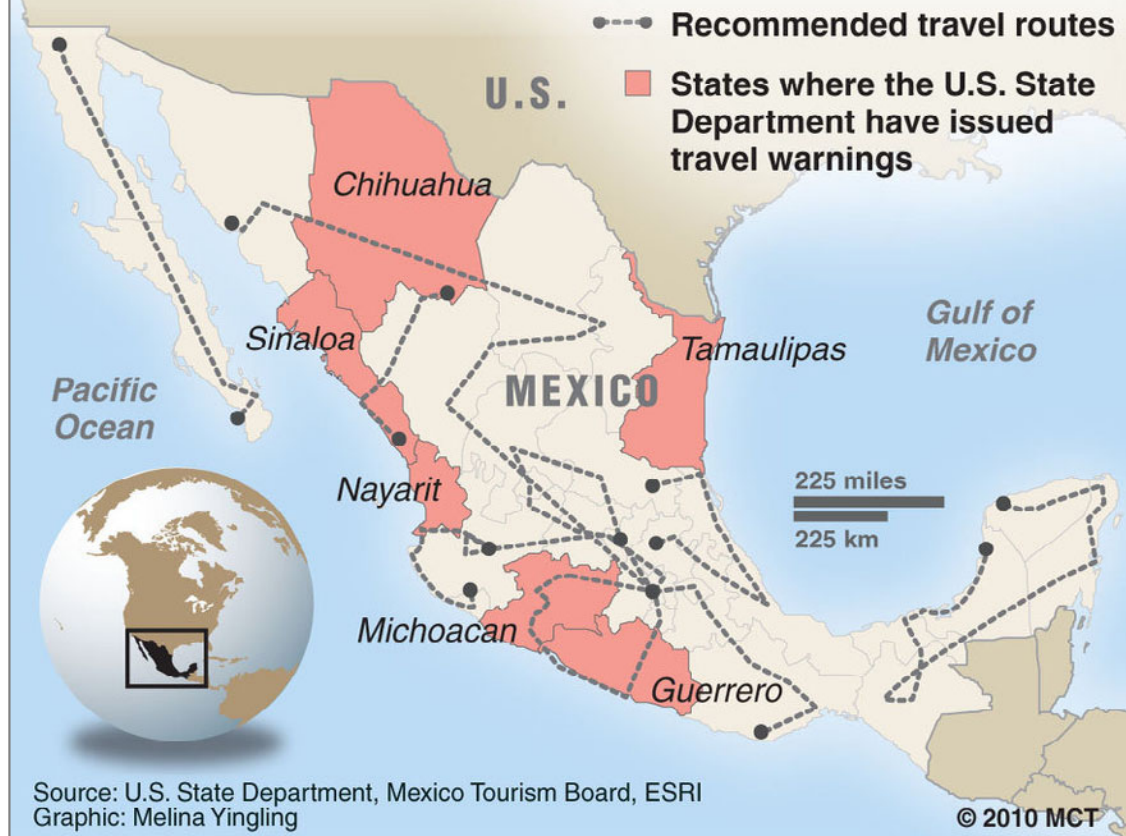 Recommended travel routes
States where the U.S. State
Department have issued
travel warnings
U.S.
Chihuahua
Sinaloa
Tamaulipas
Gulf of
Mexico
MEXICO
Pacific
Ocean
Nayarit
225 miles
225 km
Michoacan
Guerrero
Source: U.S. State Department, Mexico Tourism Board, ESRI
Graphic: Melina Yingling
© 2010 MCT